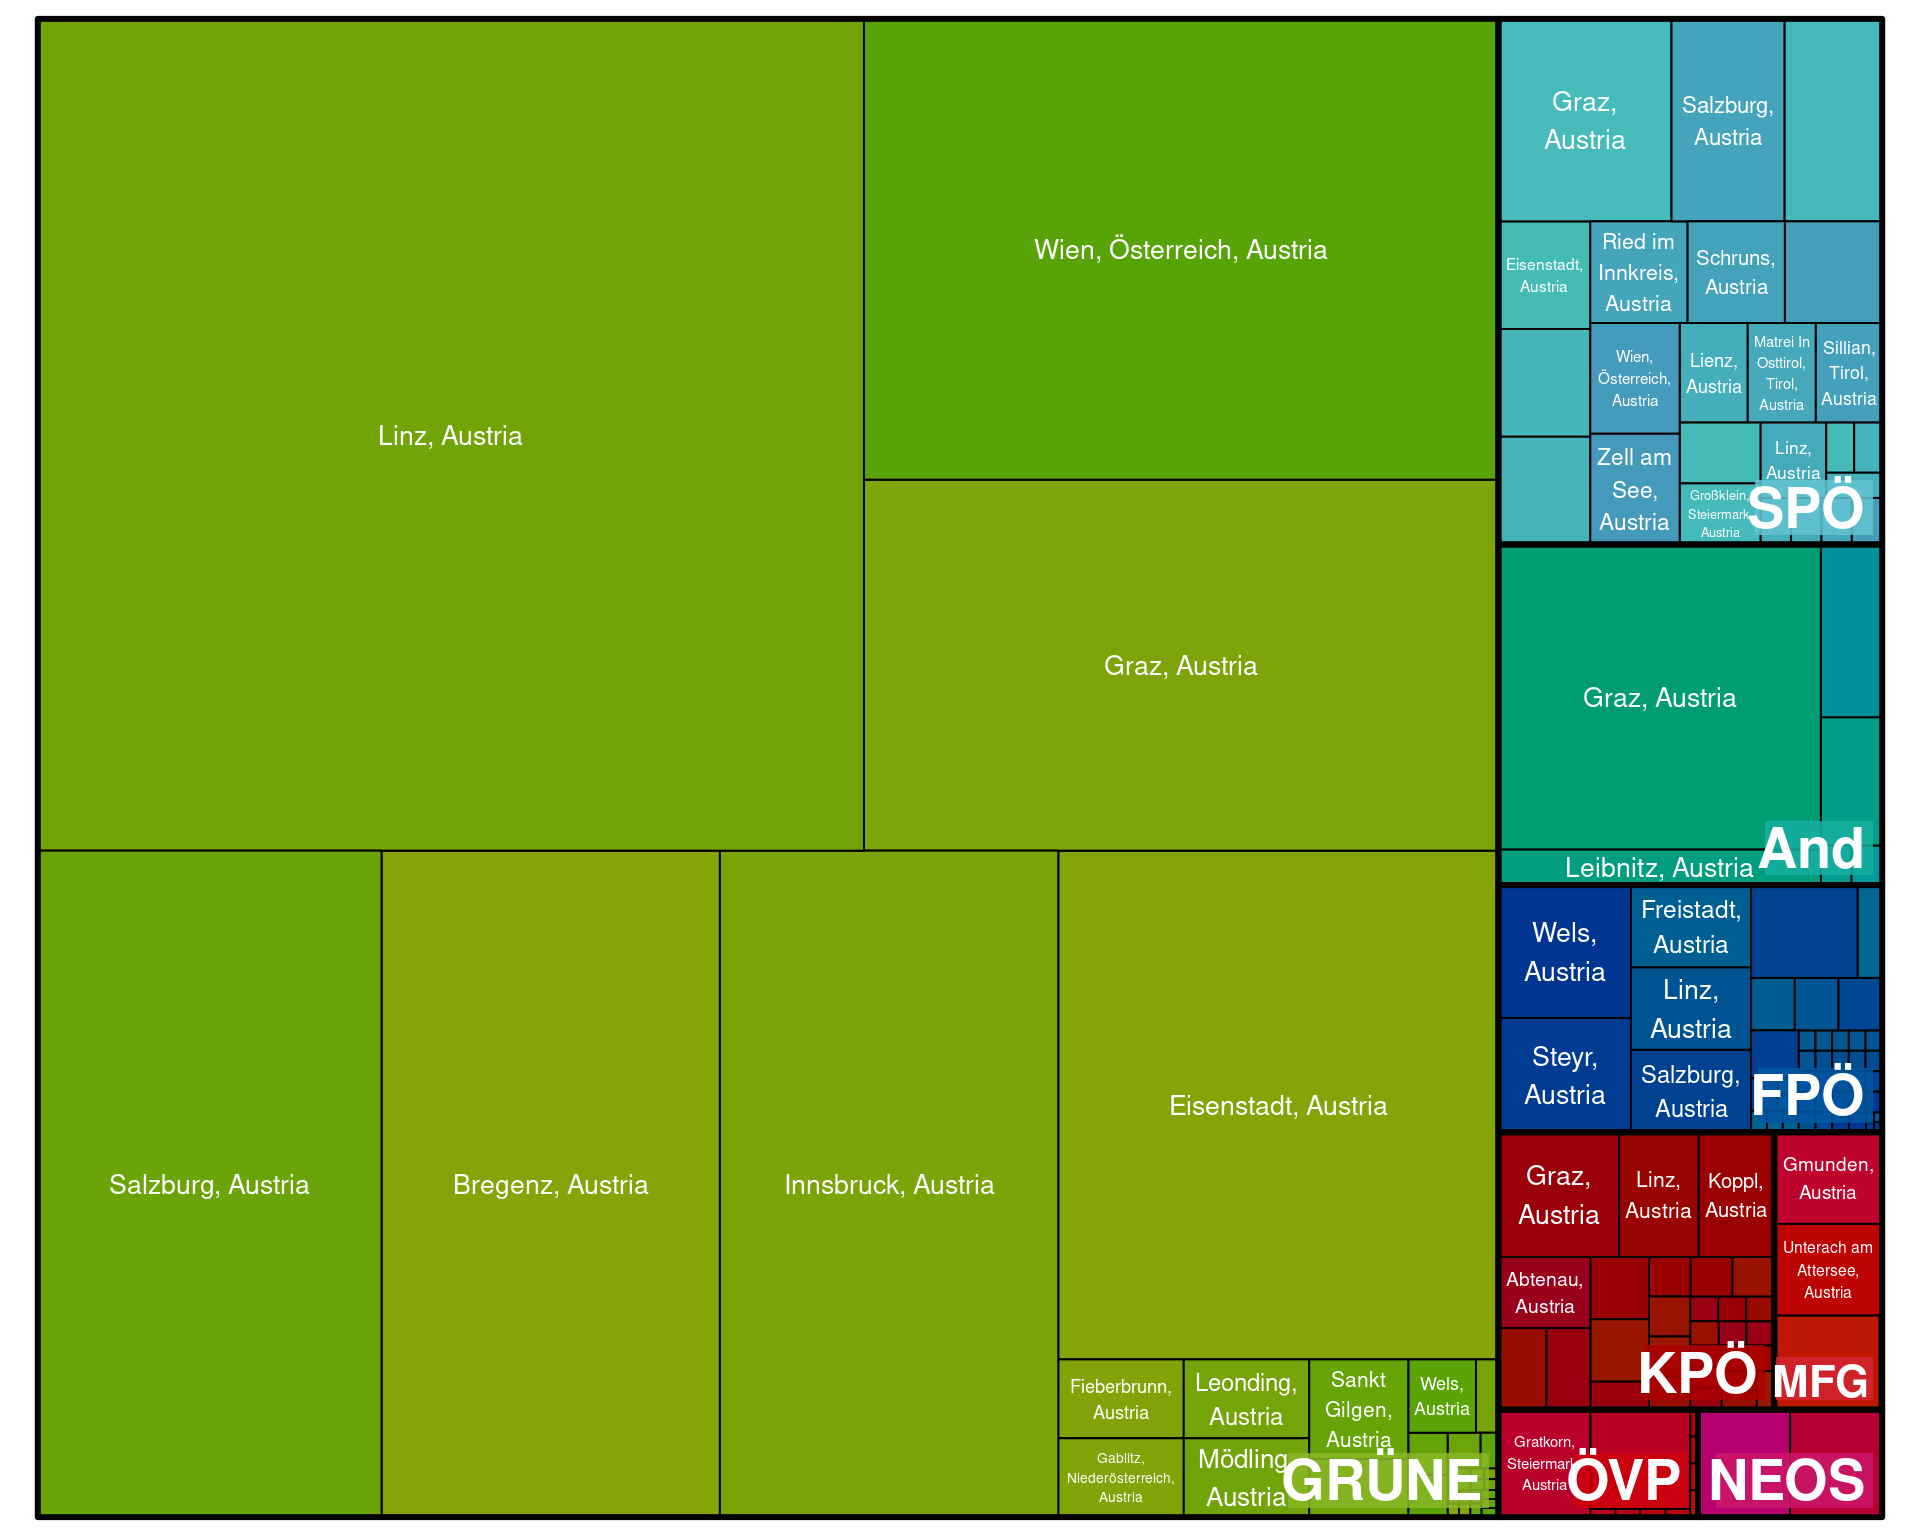 Linz, Austria
Wien, Österreich, Austria
Graz, Austria
Salzburg, Austria
Bregenz, Austria
Innsbruck, Austria
Eisenstadt, Austria
Fieberbrunn,
Austria
Leonding,
Austria
Sankt
Gilgen,
Austria
Wels,
Austria
Gablitz,
Niederösterreich,
Austria
Mödling,
Austria
GRÜNE
Graz,
Austria
Salzburg,
Austria
Eisenstadt,
Austria
Ried im
Innkreis,
Austria
Schruns,
Austria
Wien,
Österreich,
Austria
Lienz,
Austria
Matrei In
Osttirol,
Tirol,
Austria
Sillian,
Tirol,
Austria
Zell am
See,
Austria
Linz,
Austria
Großklein,
Steiermark,
Austria
SPÖ
Graz, Austria
Leibnitz, Austria
And
Wels,
Austria
Freistadt,
Austria
Linz,
Austria
Steyr,
Austria
Salzburg,
Austria
FPÖ
Graz,
Austria
Linz,
Austria
Koppl,
Austria
Abtenau,
Austria
KPÖ
Gmunden,
Austria
Unterach am
Attersee,
Austria
MFG
Gratkorn,
Steiermark,
Austria
ÖVP
NEOS